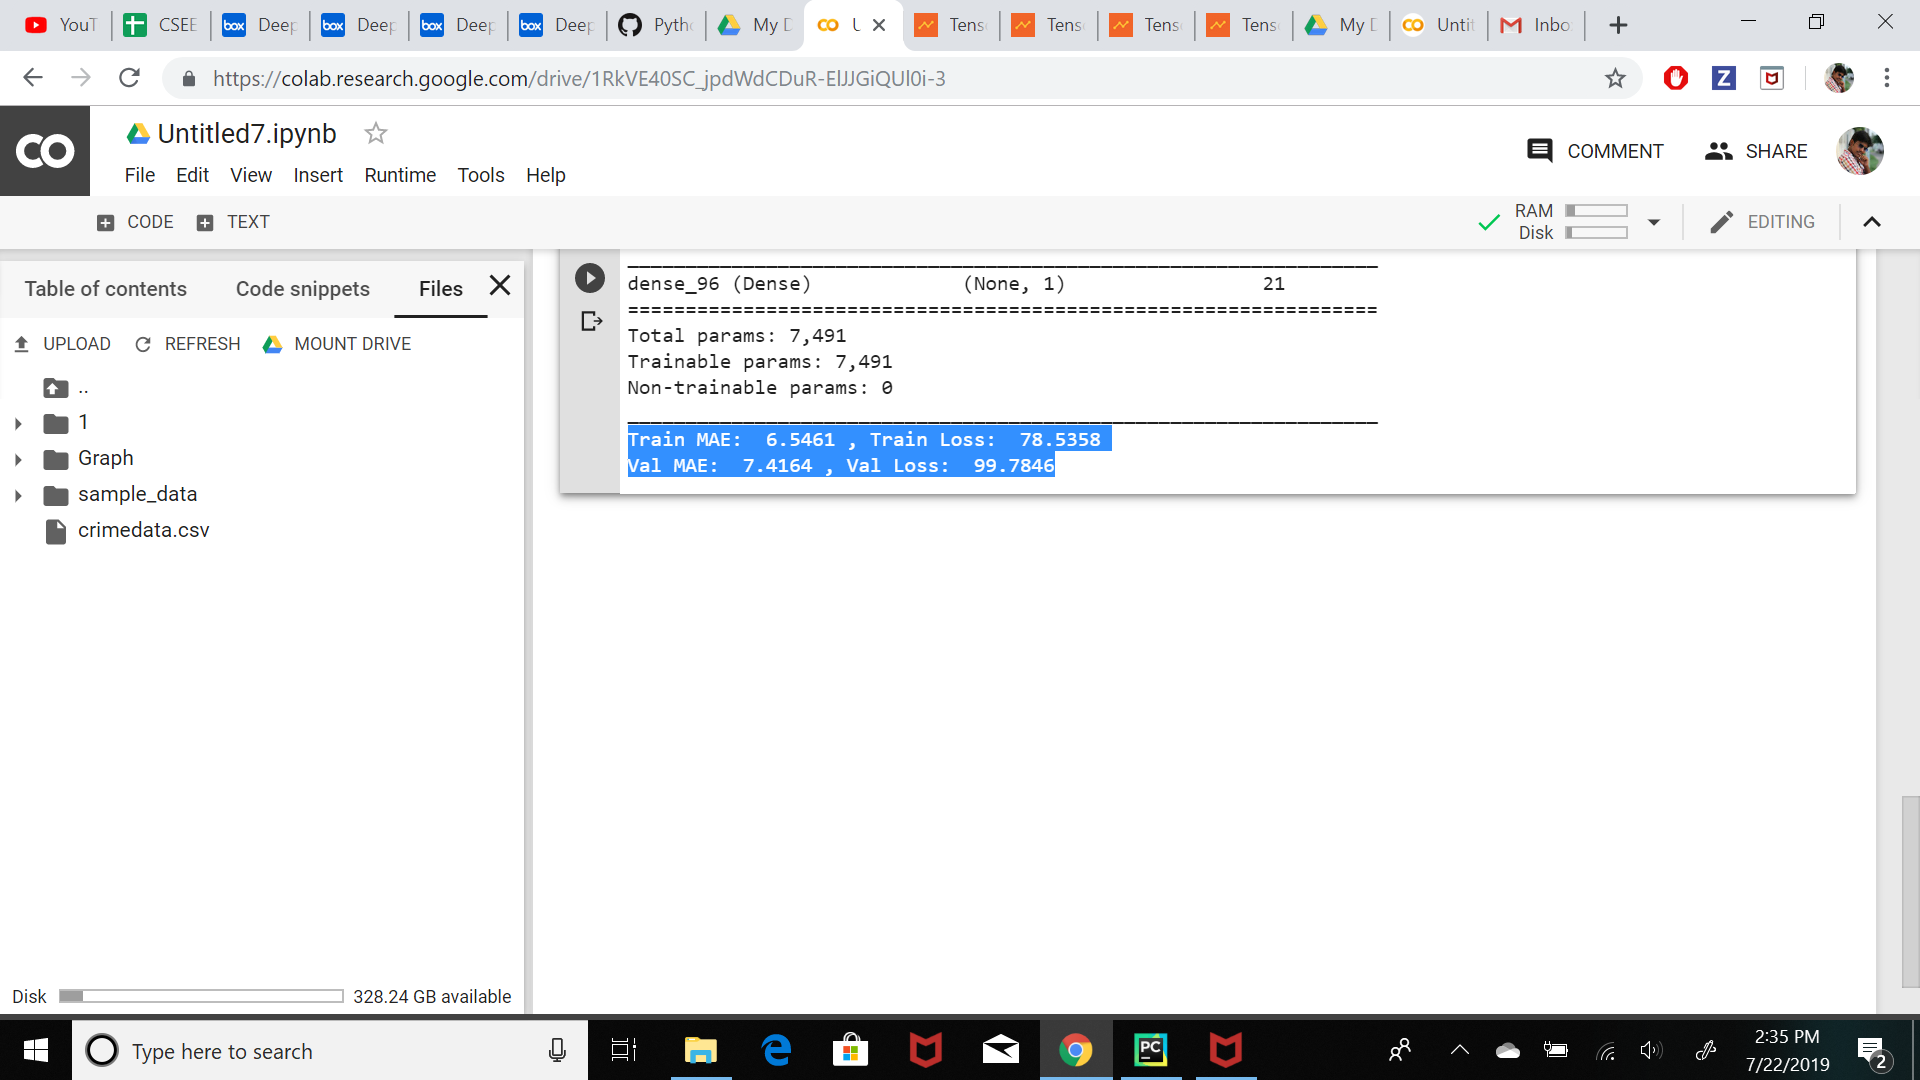 YouT
CSEE
box Deep
box Deep
box Deep
box Deep
Pytho
My D
Tens
Tens
Tens
Tens
My D
Untit
Inbo
https://colab.research.google.com/drive/1RkVE40SC_jpdWdCDuR-ElJJGiQUl0i-3
Z
CO
Untitled7.ipynb
COMMENT
SHARE
File Edit View Insert Runtime Tools Help
CODE TEXT
RAM
Disk
EDITING
Table of contents Code snippets Files
UPLOAD REFRESH MOUNT DRIVE
..
1
Graph
sample_data
crimedata.csv
Disk 328.24 GB available
dense_96 (Dense) (None, 1) 21
=================================================================
Total params: 7,491
Trainable params: 7,491
Non-trainable params: 0
_________________________________________________________________
Train MAE: 6.5461 , Train Loss: 78.5358
Val MAE: 7.4164 , Val Loss: 99.7846
Type here to search
PC
2:35 PM
7/22/2019
2